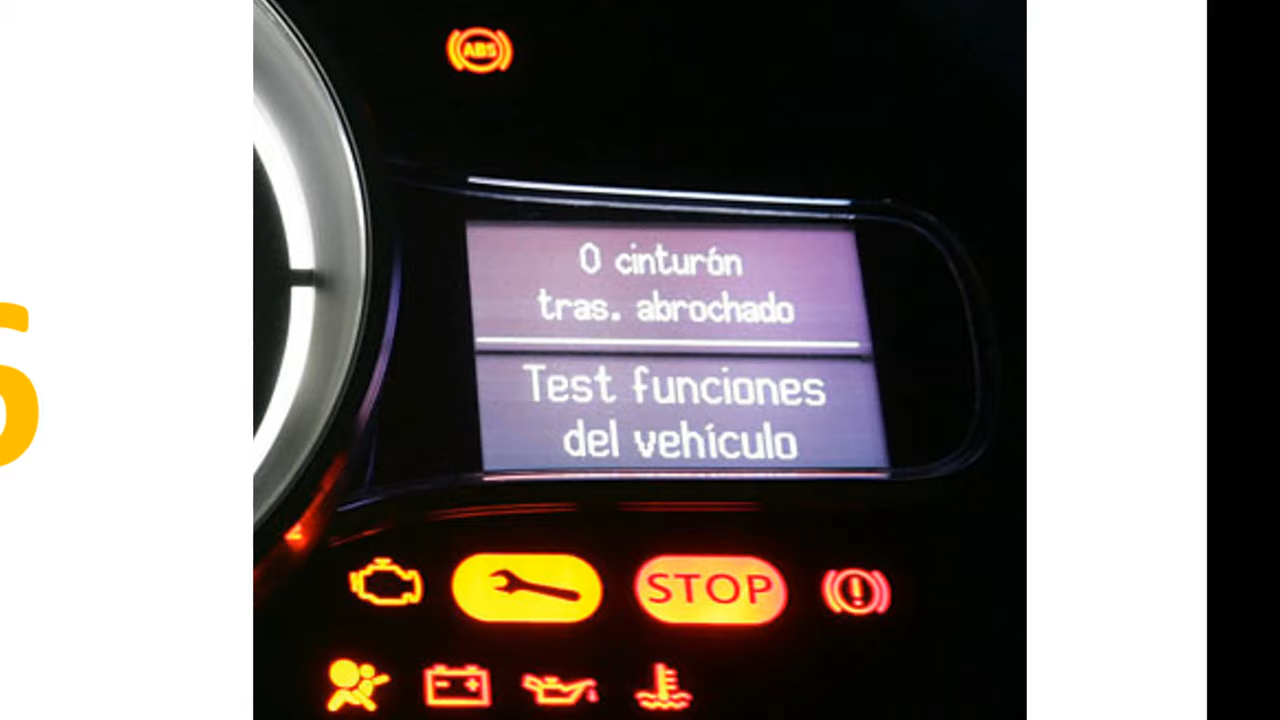 ABS
0 cinturón
tras. abrochado
Test funciones
del vehículo
STOP